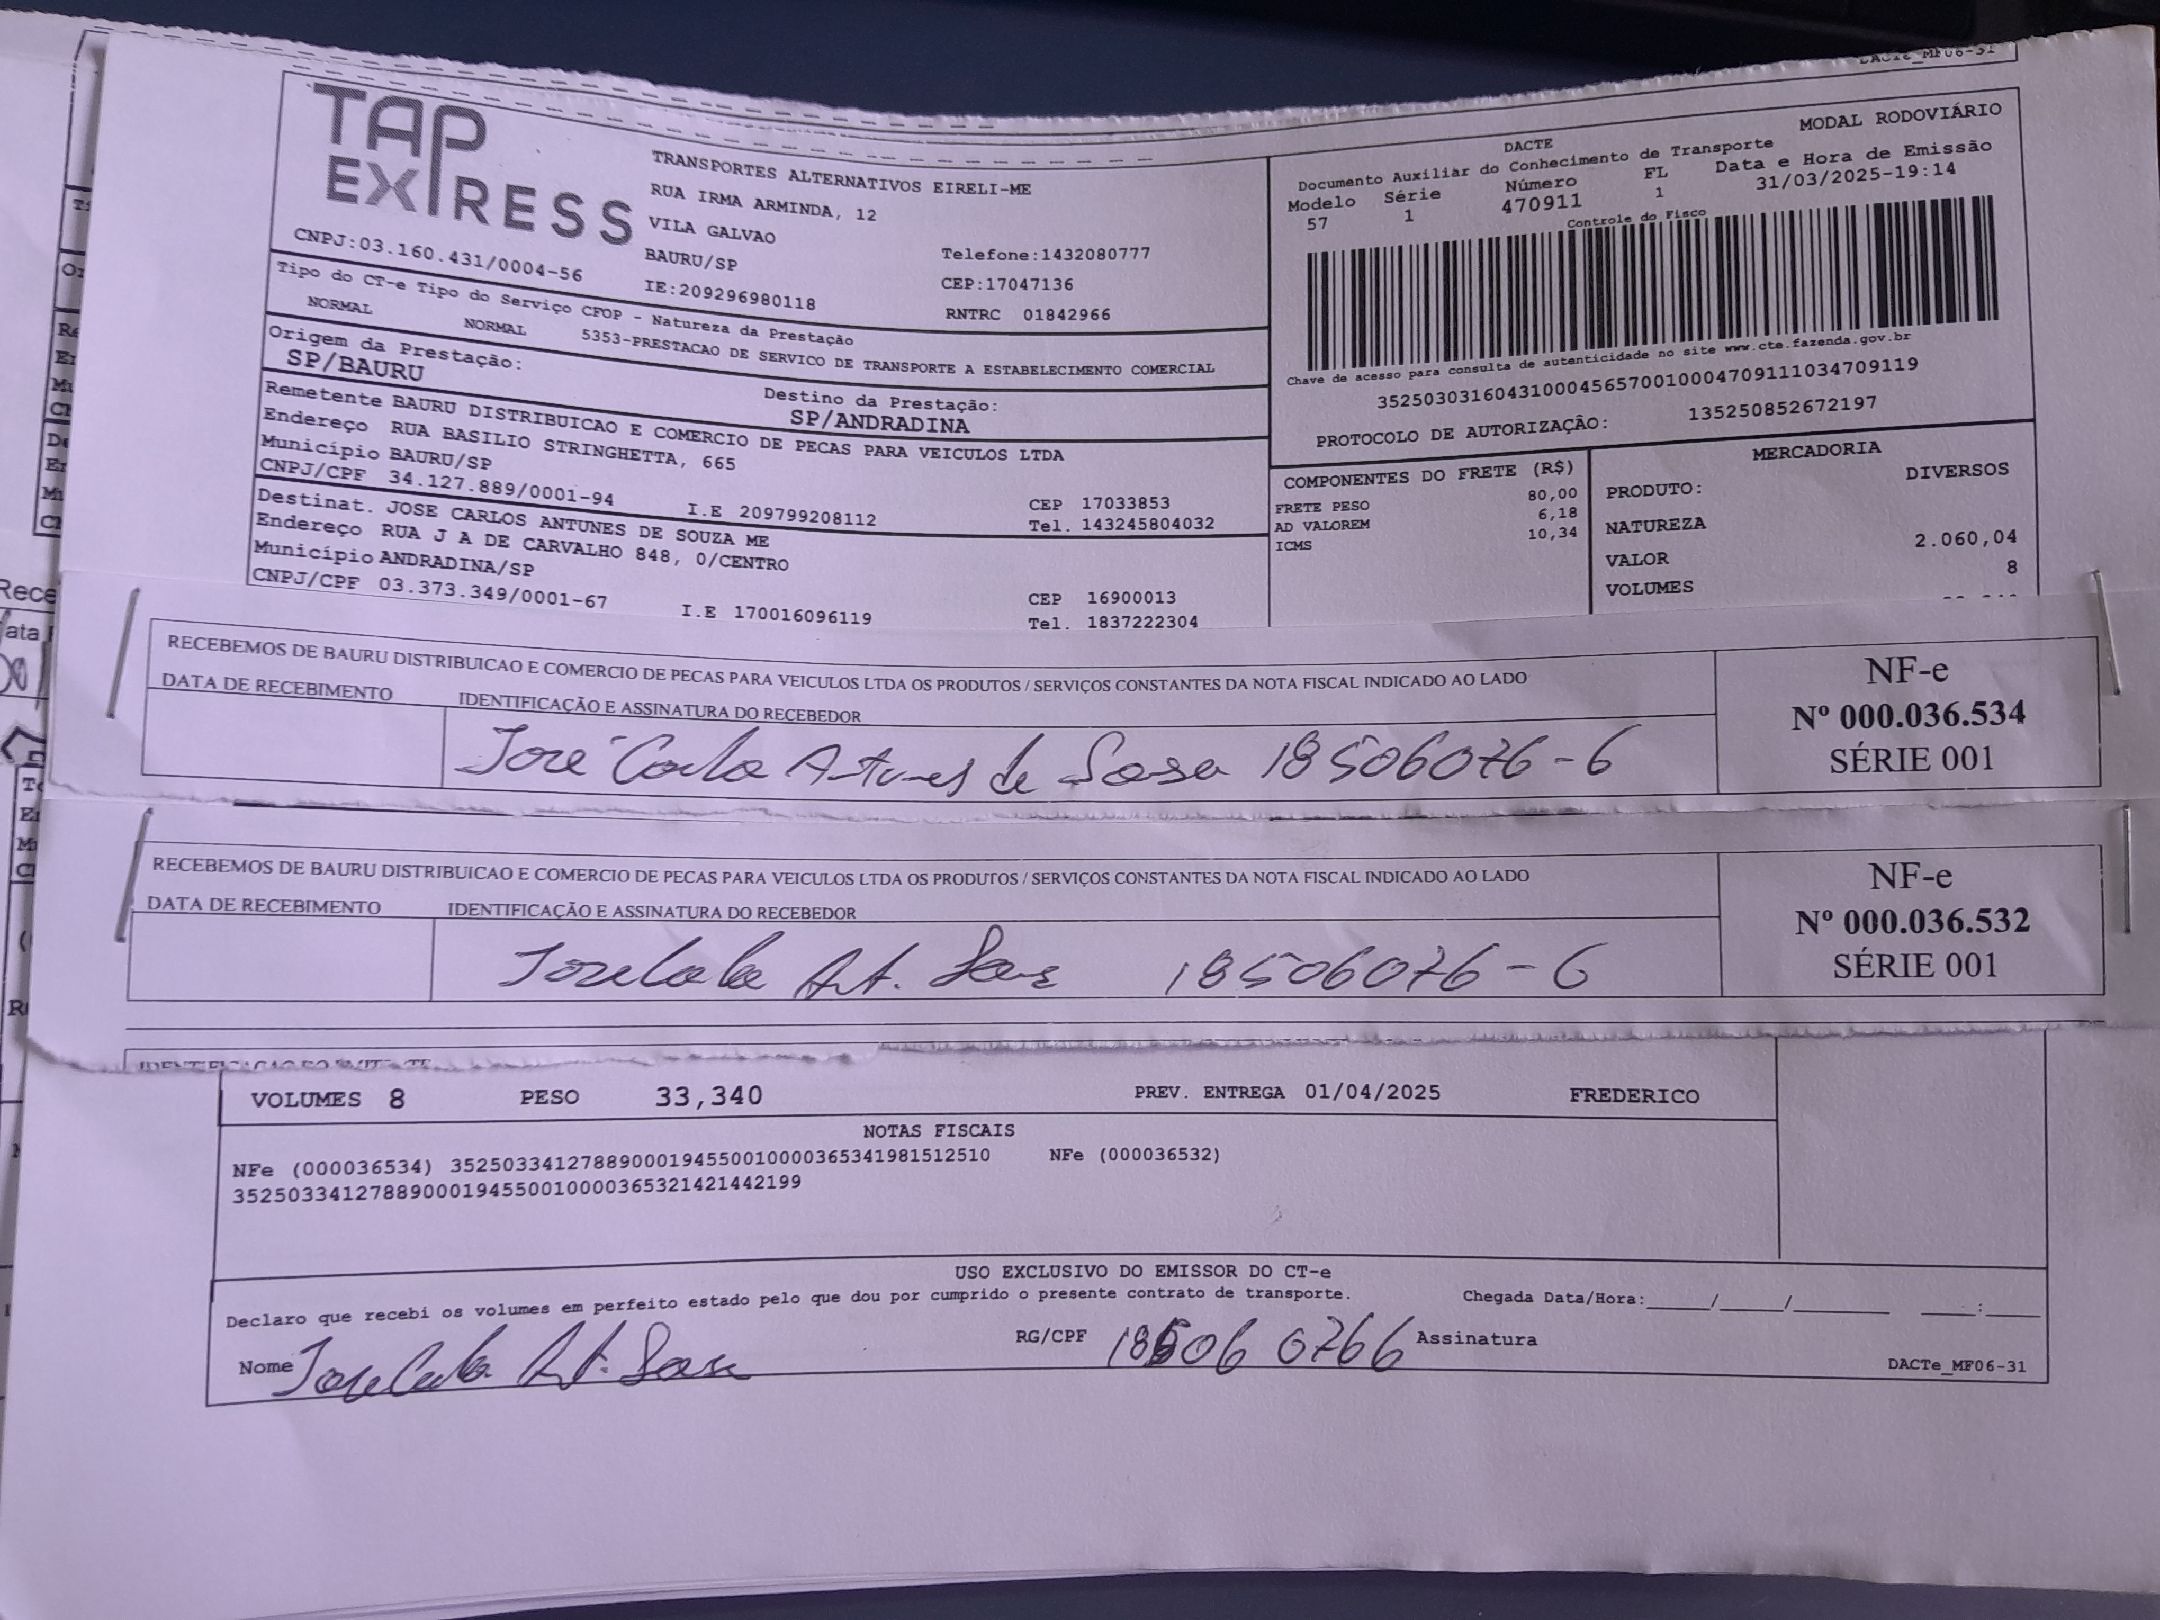 DACTe_MF06-31
TAP EXPRESS
TRANSPORTES ALTERNATIVOS EIRELI-ME
RUA IRMA ARMINDA, 12
VILA GALVAO
BAURU/SP Telefone:1432080777
CNPJ:03.160.431/0004-56 IE:209296980118 CEP:17047136
RNTRC 01842966
DACTE MODAL RODOVIÁRIO
Documento Auxiliar do Conhecimento de Transporte
Modelo Série Número FL Data e Hora de Emissão
57 1 470911 1 31/03/2025-19:14
Controle do Fisco
Chave de acesso para consulta de autenticidade no site www.cte.fazenda.gov.br
35250303160431000456570010004709111034709119
PROTOCOLO DE AUTORIZAÇÃO: 135250852672197
Tipo do CT-e Tipo do Serviço CFOP - Natureza da Prestação
NORMAL NORMAL 5353-PRESTACAO DE SERVICO DE TRANSPORTE A ESTABELECIMENTO COMERCIAL
Origem da Prestação: Destino da Prestação:
SP/BAURU SP/ANDRADINA
Remetente BAURU DISTRIBUICAO E COMERCIO DE PECAS PARA VEICULOS LTDA
Endereço RUA BASILIO STRINGHETTA, 665
Município BAURU/SP CEP 17033853
CNPJ/CPF 34.127.889/0001-94 I.E 209799208112 Tel. 143245804032
Destinat. JOSE CARLOS ANTUNES DE SOUZA ME
Endereço RUA J A DE CARVALHO 848, 0/CENTRO
Município ANDRADINA/SP CEP 16900013
CNPJ/CPF 03.373.349/0001-67 I.E 170016096119 Tel. 1837222304
COMPONENTES DO FRETE (R$)
FRETE PESO 80,00
AD VALOREM 6,18
ICMS 10,34
MERCADORIA
PRODUTO: DIVERSOS
NATUREZA
VALOR 2.060,04
VOLUMES 8
RECEBEMOS DE BAURU DISTRIBUICAO E COMERCIO DE PECAS PARA VEICULOS LTDA OS PRODUTOS / SERVIÇOS CONSTANTES DA NOTA FISCAL INDICADO AO LADO
DATA DE RECEBIMENTO IDENTIFICAÇÃO E ASSINATURA DO RECEBEDOR
José Carlo Antunes de Sosa 18506076-6
NF-e
Nº 000.036.534
SÉRIE 001
RECEBEMOS DE BAURU DISTRIBUICAO E COMERCIO DE PECAS PARA VEICULOS LTDA OS PRODUTOS / SERVIÇOS CONSTANTES DA NOTA FISCAL INDICADO AO LADO
DATA DE RECEBIMENTO IDENTIFICAÇÃO E ASSINATURA DO RECEBEDOR
18506076-6
NF-e
Nº 000.036.532
SÉRIE 001
VOLUMES 8 PESO 33,340 PREV. ENTREGA 01/04/2025 FREDERICO
NOTAS FISCAIS
NFe (000036534) 35250334127889000194550010000365341981512510 NFe (000036532)
35250334127889000194550010000365321421442199
USO EXCLUSIVO DO EMISSOR DO CT-e
Declaro que recebi os volumes em perfeito estado pelo que dou por cumprido o presente contrato de transporte. Chegada Data/Hora:_____/_____/_______ ____:____
Nome RG/CPF 185060766 Assinatura
DACTe_MF06-31